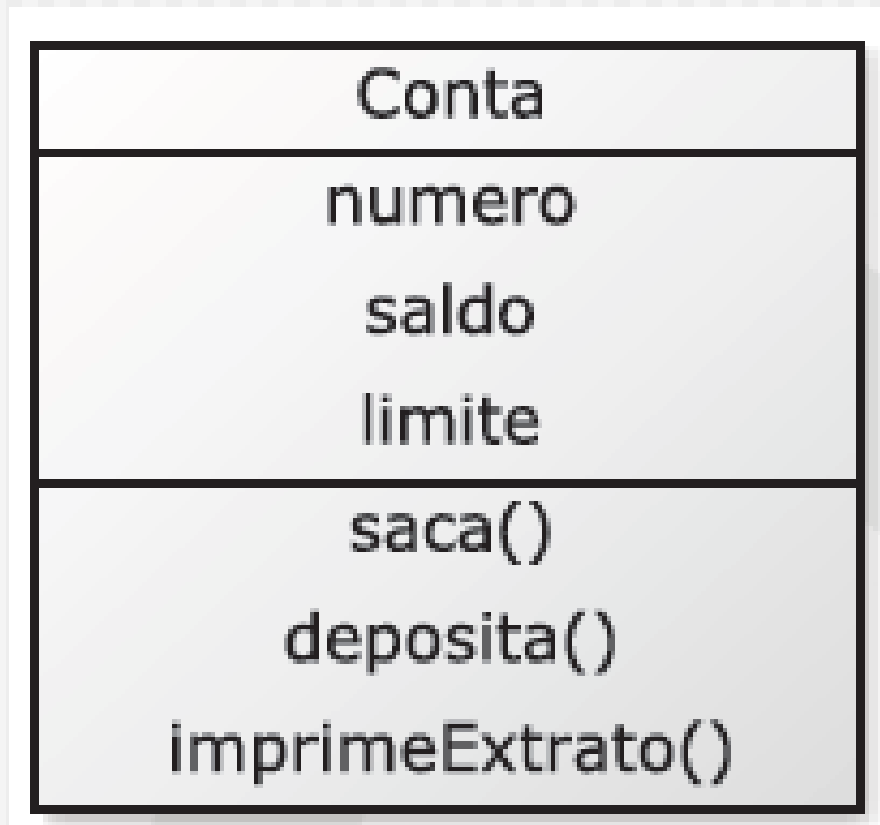 Conta
numero
saldo
limite
saca()
deposita()
imprimeExtrato()